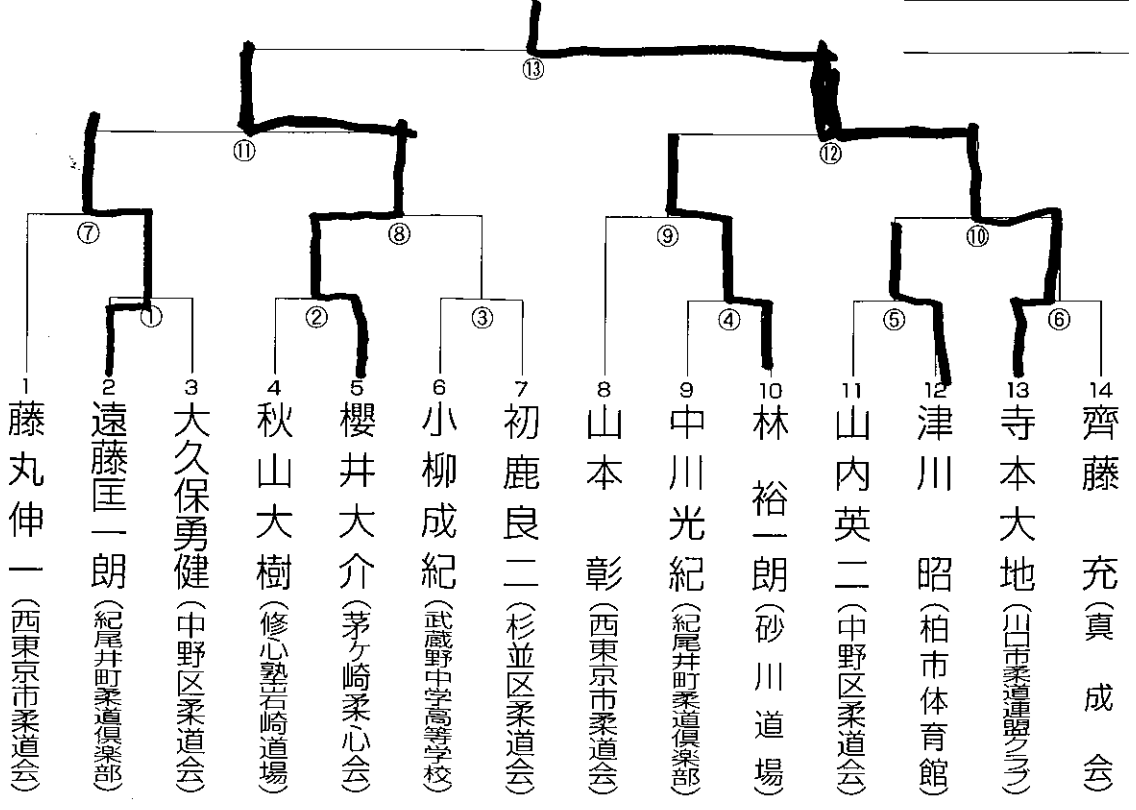 ⑬
⑪
⑫
⑦
⑧
⑨
⑩
①
②
③
④
⑤
⑥
1 藤丸伸一(西東京市柔道会)
2 遠藤匡一朗(紀尾井町柔道倶楽部)
3 大久保勇健(中野区柔道会)
4 秋山大樹(修心塾岩崎道場)
5 櫻井大介(茅ヶ崎柔心会)
6 小柳成紀(武蔵野中学高等学校)
7 初鹿良二(杉並区柔道会)
8 山本 彰(西東京市柔道会)
9 中川光紀(紀尾井町柔道倶楽部)
10 林 裕一朗(砂川道場)
11 山内英二(中野区柔道会)
12 津川 昭(柏市体育館)
13 寺本大地(川口市柔道連盟クラブ)
14 齊藤 充(真成会)